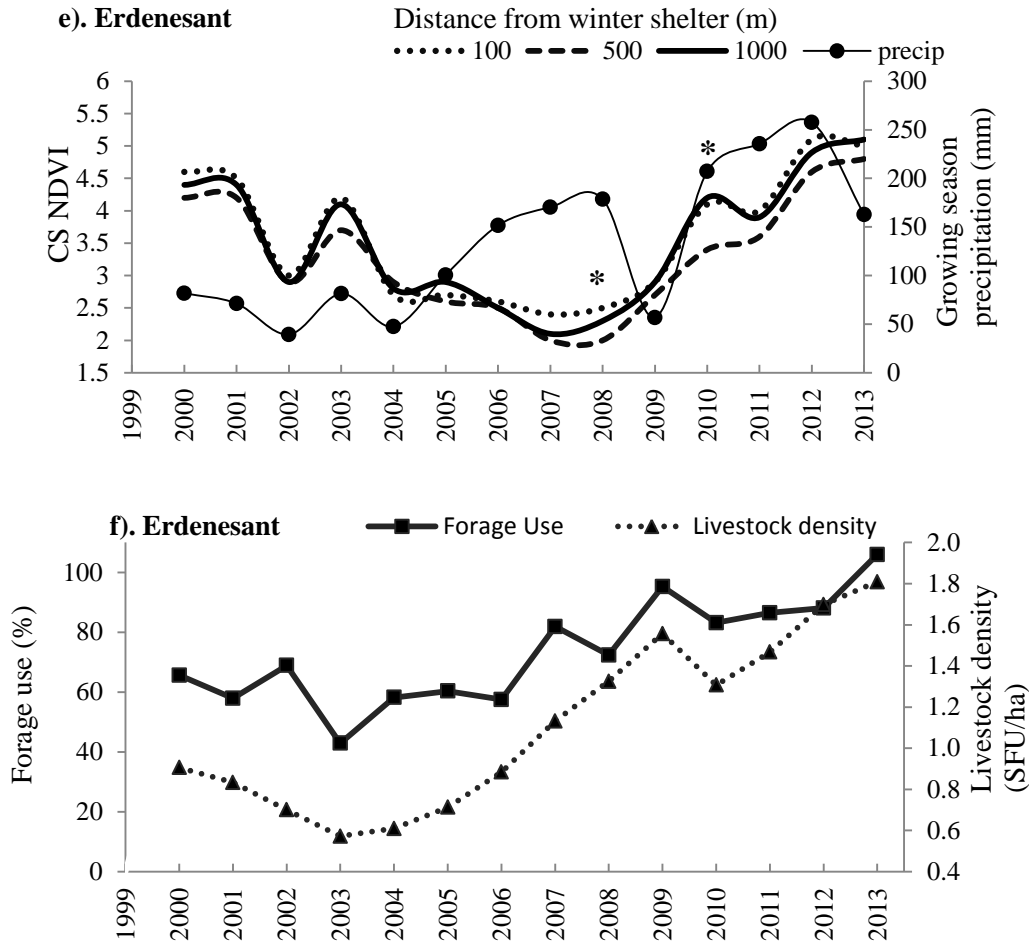 e). Erdenesant
Distance from winter shelter (m)
100 500 1000 precip
6
5.5
5
4.5
4
3.5
3
2.5
2
1.5
CS NDVI
300
250
200
150
100
50
0
Growing season
precipitation (mm)
*
*
1999 2000 2001 2002 2003 2004 2005 2006 2007 2008 2009 2010 2011 2012 2013
f). Erdenesant
Forage Use Livestock density
100
80
60
40
20
0
Forage use (%)
2.0
1.8
1.6
1.4
1.2
1.0
0.8
0.6
0.4
Livestock density
(SFU/ha)
1999 2000 2001 2002 2003 2004 2005 2006 2007 2008 2009 2010 2011 2012 2013